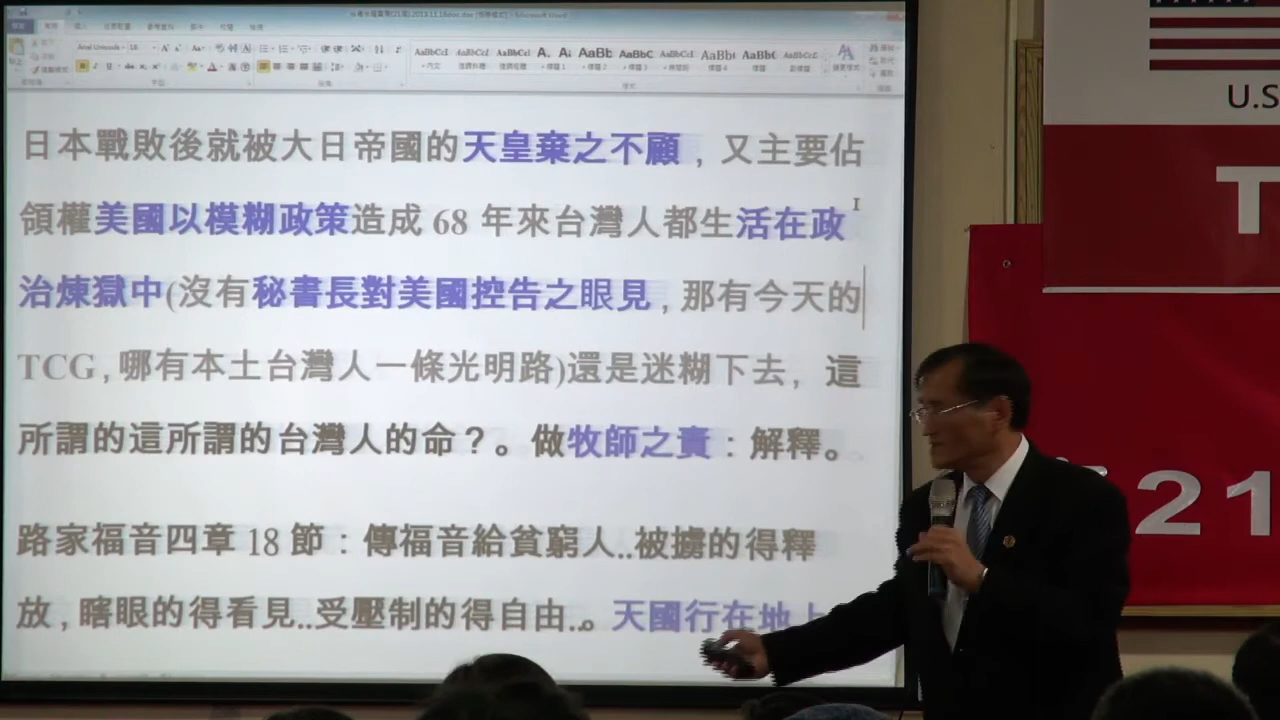 日本戰敗後就被大日帝國的天皇棄之不顧，又主要佔
領權美國以模糊政策造成 68 年來台灣人都生活在政
治煉獄中(沒有秘書長對美國控告之眼見，那有今天的
TCG，哪有本土台灣人一條光明路)還是迷糊下去，這
所謂的這所謂的台灣人的命？。做牧師之責：解釋。
路家福音四章 18 節：傳福音給貧窮人..被擄的得釋
放，瞎眼的得看見..受壓制的得自由..。天國行在地上
U.S
T
21